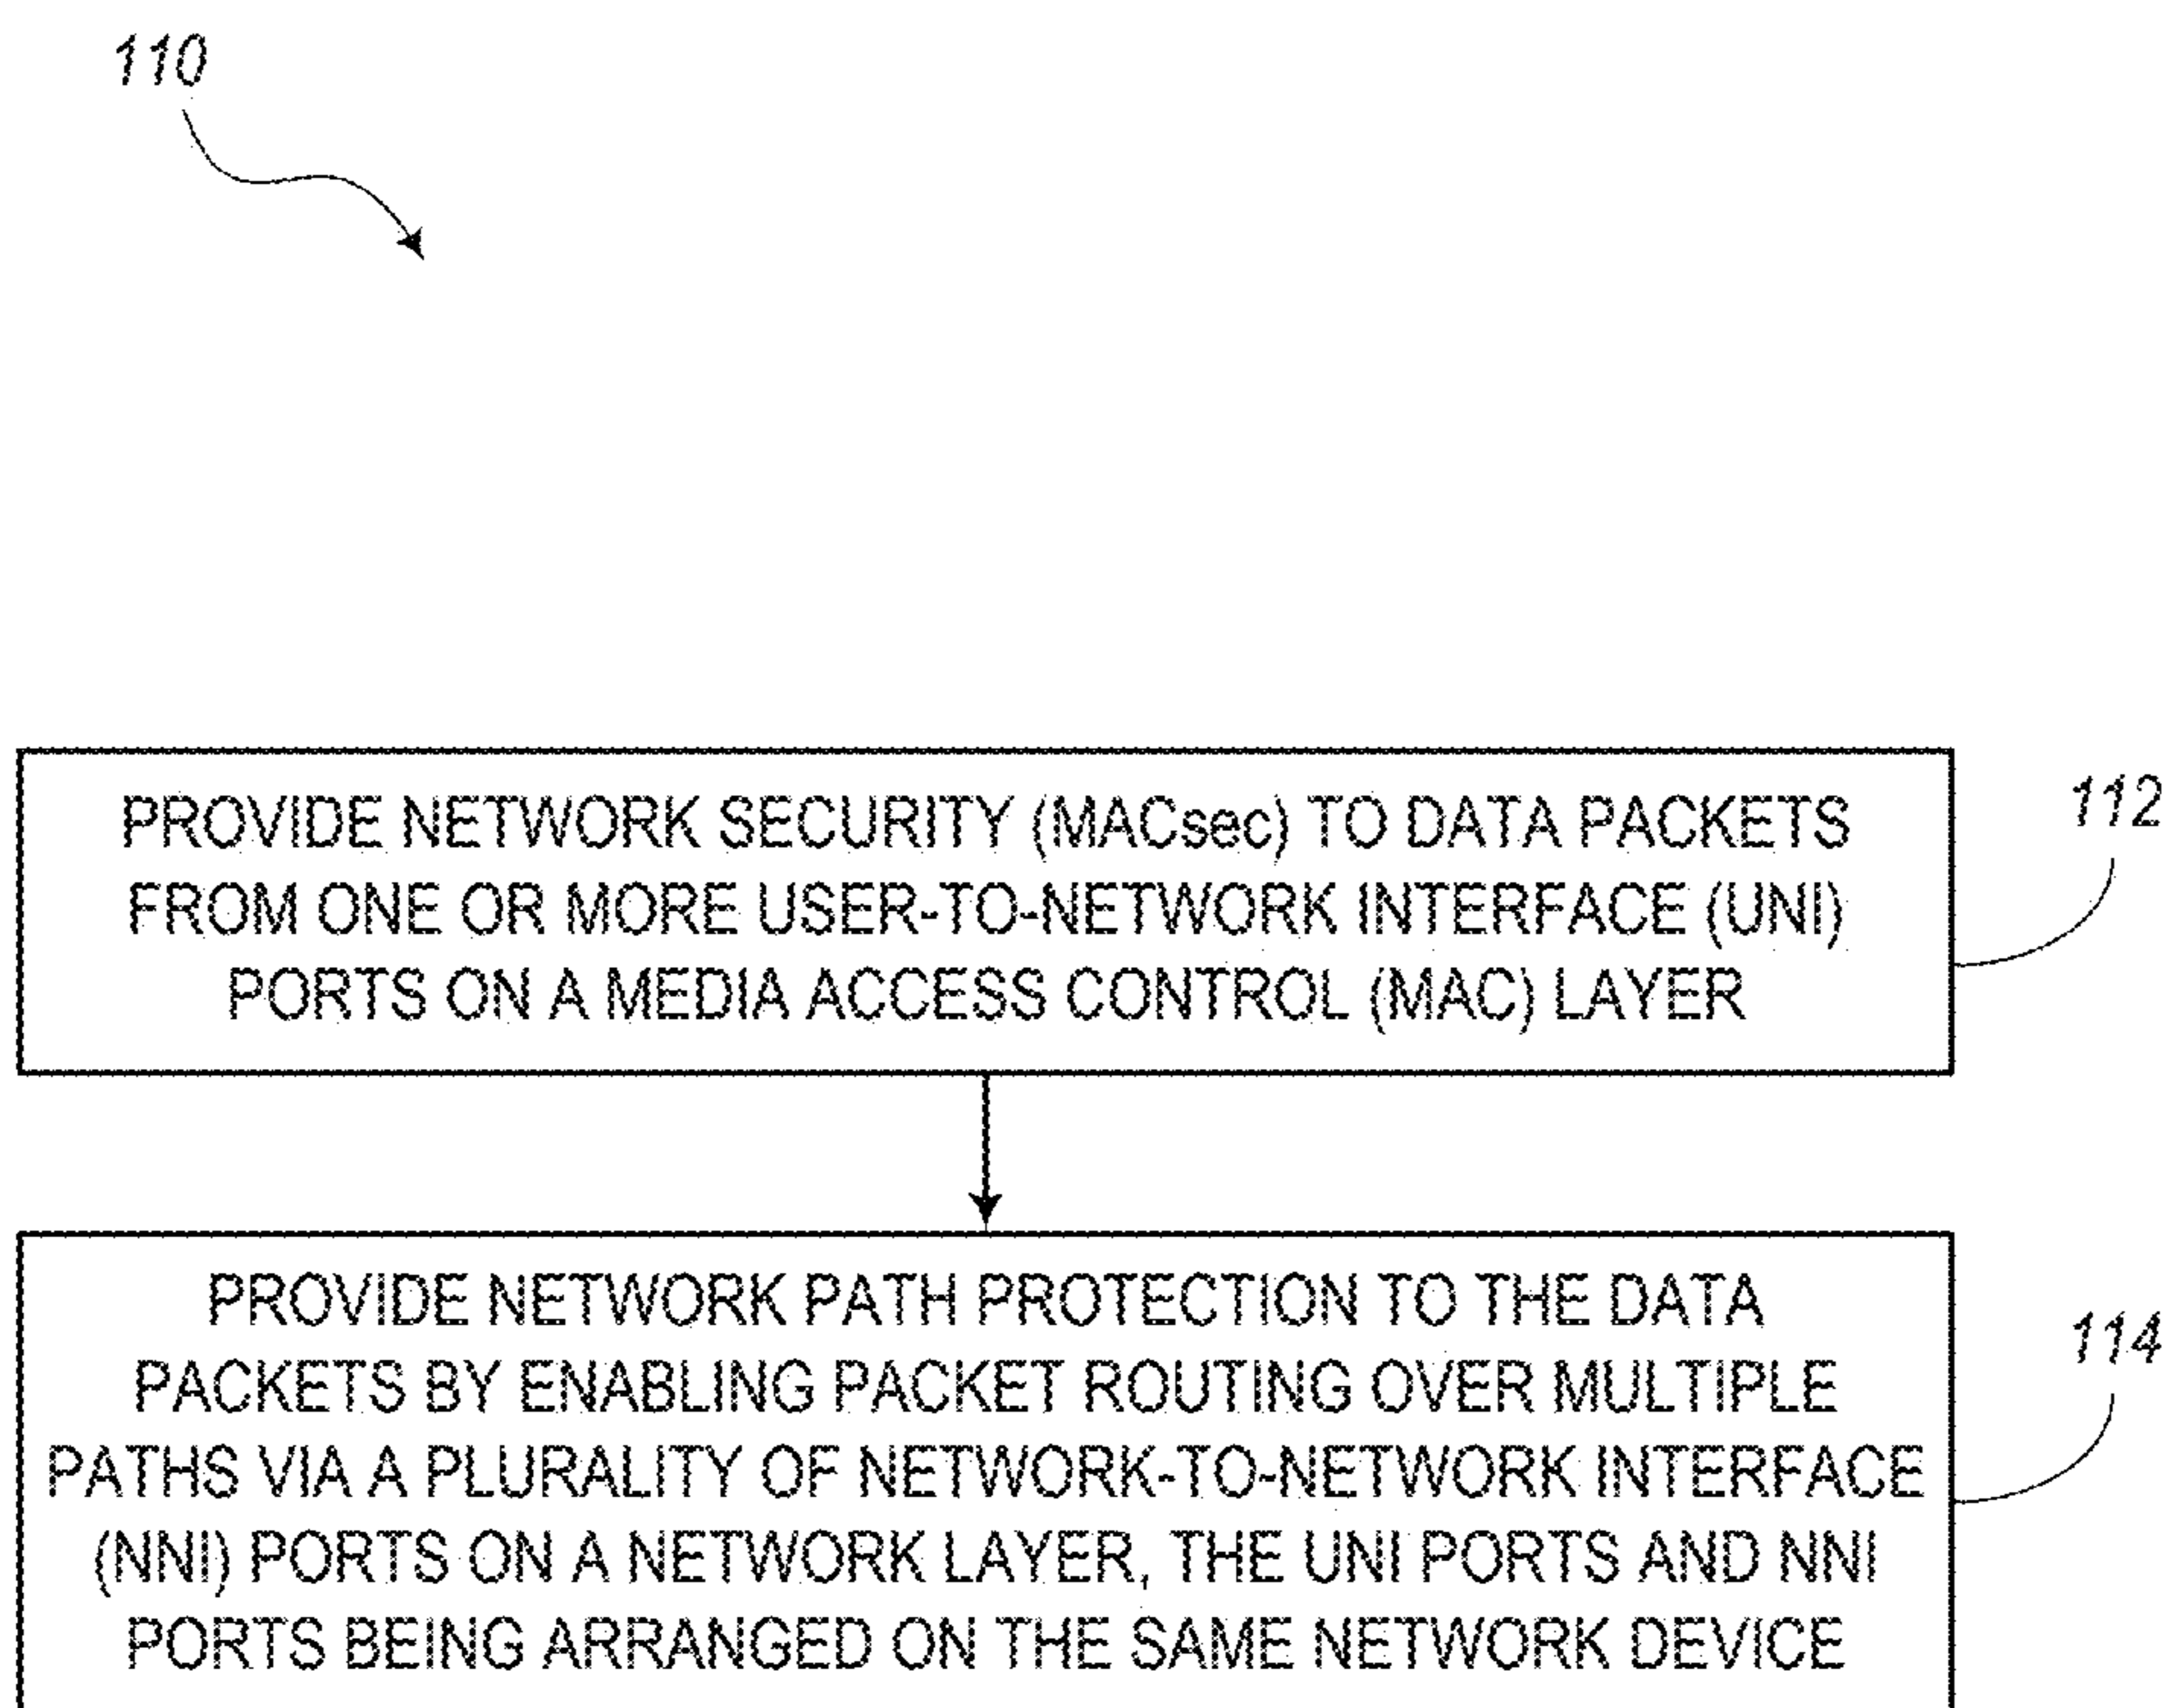 110
PROVIDE NETWORK SECURITY (MACsec) TO DATA PACKETS
FROM ONE OR MORE USER-TO-NETWORK INTERFACE (UNI)
PORTS ON A MEDIA ACCESS CONTROL (MAC) LAYER
112
PROVIDE NETWORK PATH PROTECTION TO THE DATA
PACKETS BY ENABLING PACKET ROUTING OVER MULTIPLE
PATHS VIA A PLURALITY OF NETWORK-TO-NETWORK INTERFACE
(NNI) PORTS ON A NETWORK LAYER, THE UNI PORTS AND NNI
PORTS BEING ARRANGED ON THE SAME NETWORK DEVICE
114